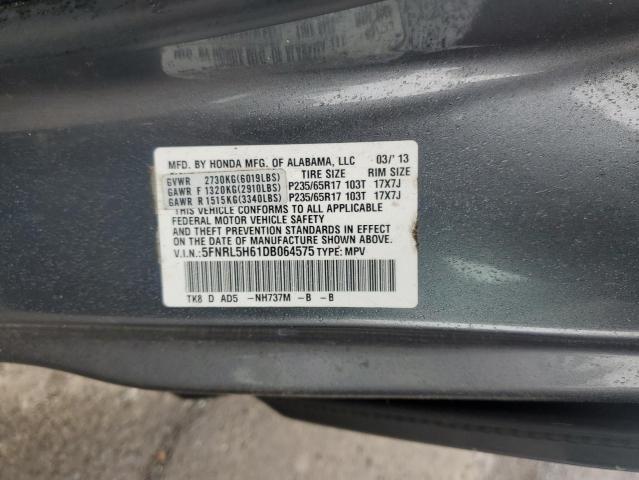 MFD. BY HONDA MFG. OF ALABAMA, LLC 03/'13
TIRE SIZE RIM SIZE
GVWR 2730KG(6019LBS)
GAWR F 1320KG(2910LBS) P235/65R17 103T 17X7J
GAWR R 1515KG(3340LBS) P235/65R17 103T 17X7J
THIS VEHICLE CONFORMS TO ALL APPLICABLE
FEDERAL MOTOR VEHICLE SAFETY
AND THEFT PREVENTION STANDARDS IN EFFECT
ON THE DATE OF MANUFACTURE SHOWN ABOVE.
V.I.N.: 5FNRL5H61DB064575 TYPE: MPV
TK8 D AD5 -NH737M -B -B